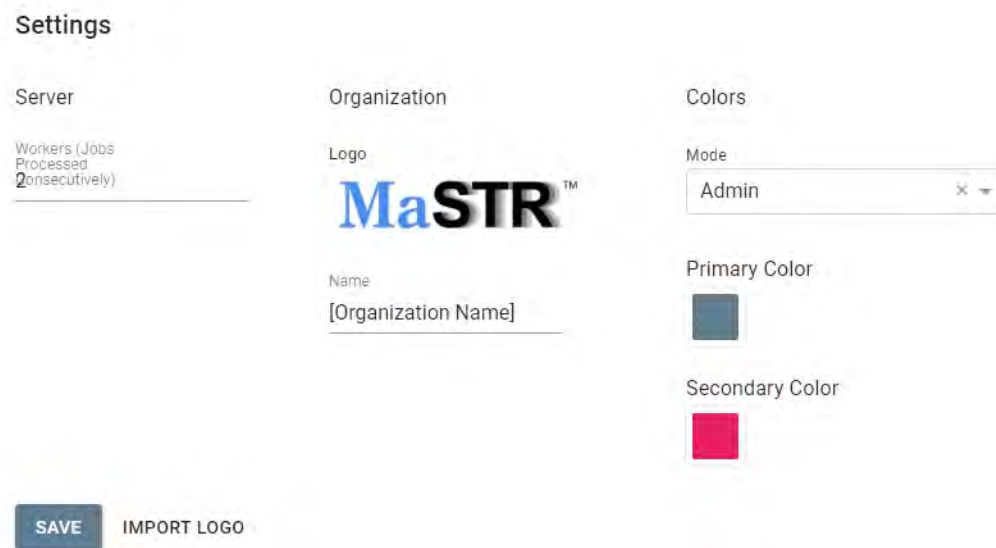 Settings
Server
Workers (Jobs
Processed
Consecutively)
2
Organization
Logo
MaSTR™
Name
[Organization Name]
Colors
Mode
Admin
Primary Color
Secondary Color
SAVE
IMPORT LOGO